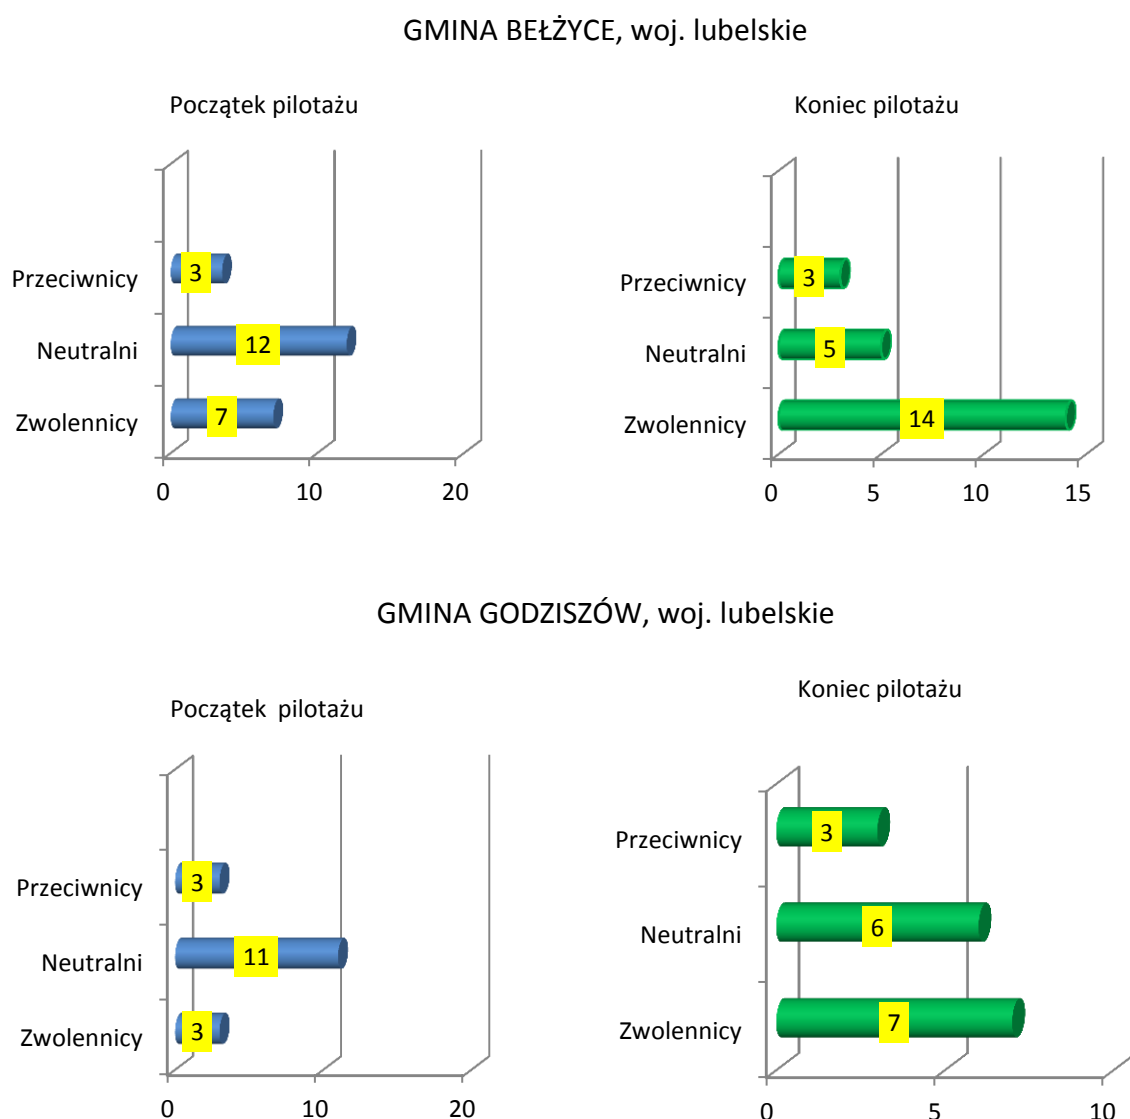 GMINA BEŁŻYCE, woj. lubelskie
Początek pilotażu
Przeciwnicy
3
Neutralni
12
Zwolennicy
7
0 10 20
Koniec pilotażu
Przeciwnicy
3
Neutralni
5
Zwolennicy
14
0 5 10 15
GMINA GODZISZÓW, woj. lubelskie
Początek pilotażu
Przeciwnicy
3
Neutralni
11
Zwolennicy
3
0 10 20
Koniec pilotażu
Przeciwnicy
3
Neutralni
6
Zwolennicy
7
0 5 10